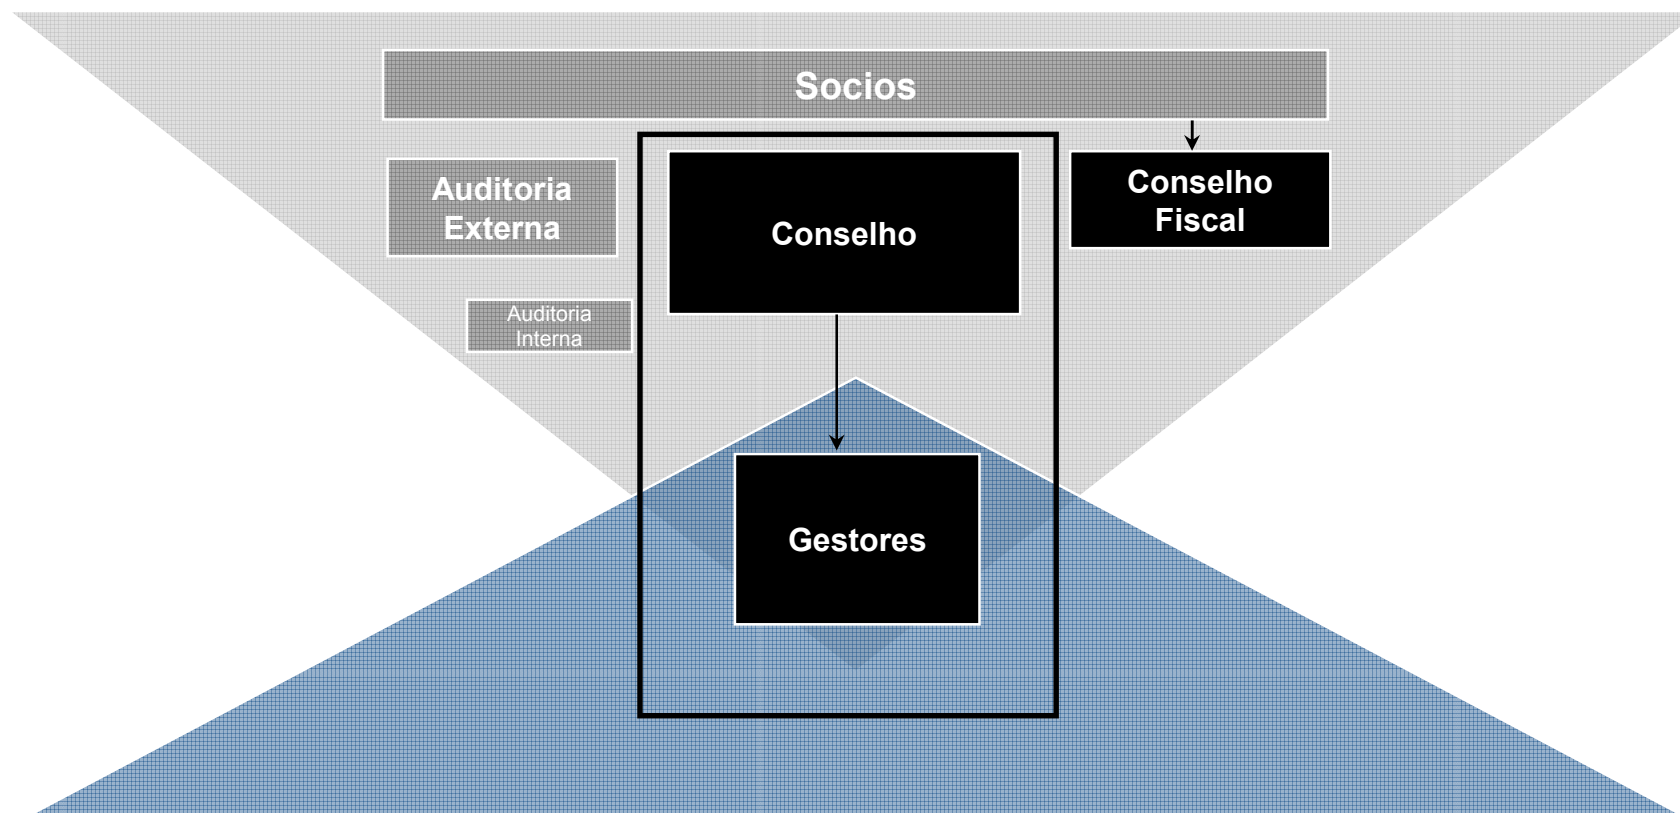 Socios
Auditoria
Externa
Conselho
Conselho
Fiscal
Auditoria
Interna
Gestores